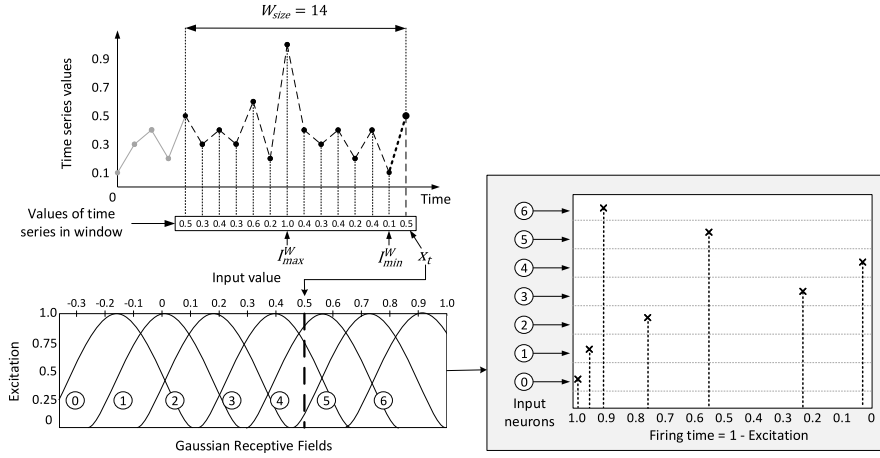 W_size = 14
Time series values
0.9
0.7
0.5
0.3
0.1
0
Time
Values of time
series in window
0.5 0.3 0.4 0.3 0.6 0.2 1.0 0.4 0.3 0.4 0.2 0.4 0.1 0.5
I^W_max
I^W_min
X_t
Input value
-0.3 -0.2 -0.1 0 0.1 0.2 0.3 0.4 0.5 0.6 0.7 0.8 0.9 1.0
Excitation
1.0
0.75
0.5
0.25
0
0 1 2 3 4 5 6
Gaussian Receptive Fields
6
5
4
3
2
1
0
Input
neurons
1.0 0.9 0.8 0.7 0.6 0.5 0.4 0.3 0.2 0.1 0
Firing time = 1 - Excitation